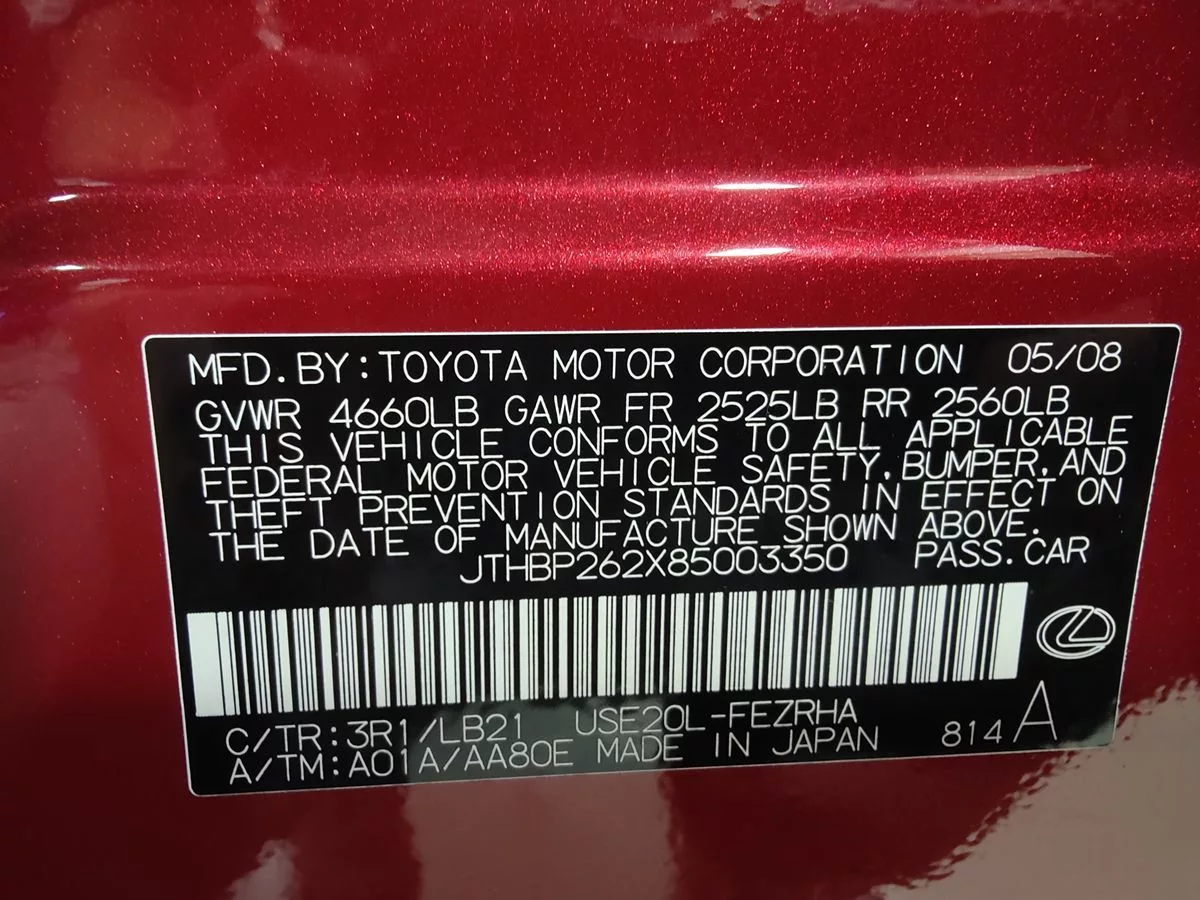 MFD.BY:TOYOTA MOTOR CORPORATION 05/08
GVWR 4660LB GAWR FR 2525LB RR 2560LB
THIS VEHICLE CONFORMS TO ALL APPLICABLE
FEDERAL MOTOR VEHICLE SAFETY,BUMPER,AND
THEFT PREVENTION STANDARDS IN EFFECT ON
THE DATE OF MANUFACTURE SHOWN ABOVE.
JTHBP262X85003350 PASS.CAR
C/TR:3R1/LB21 USE20L-FEZRHA
A/TM:A01A/AA80E MADE IN JAPAN 814 A